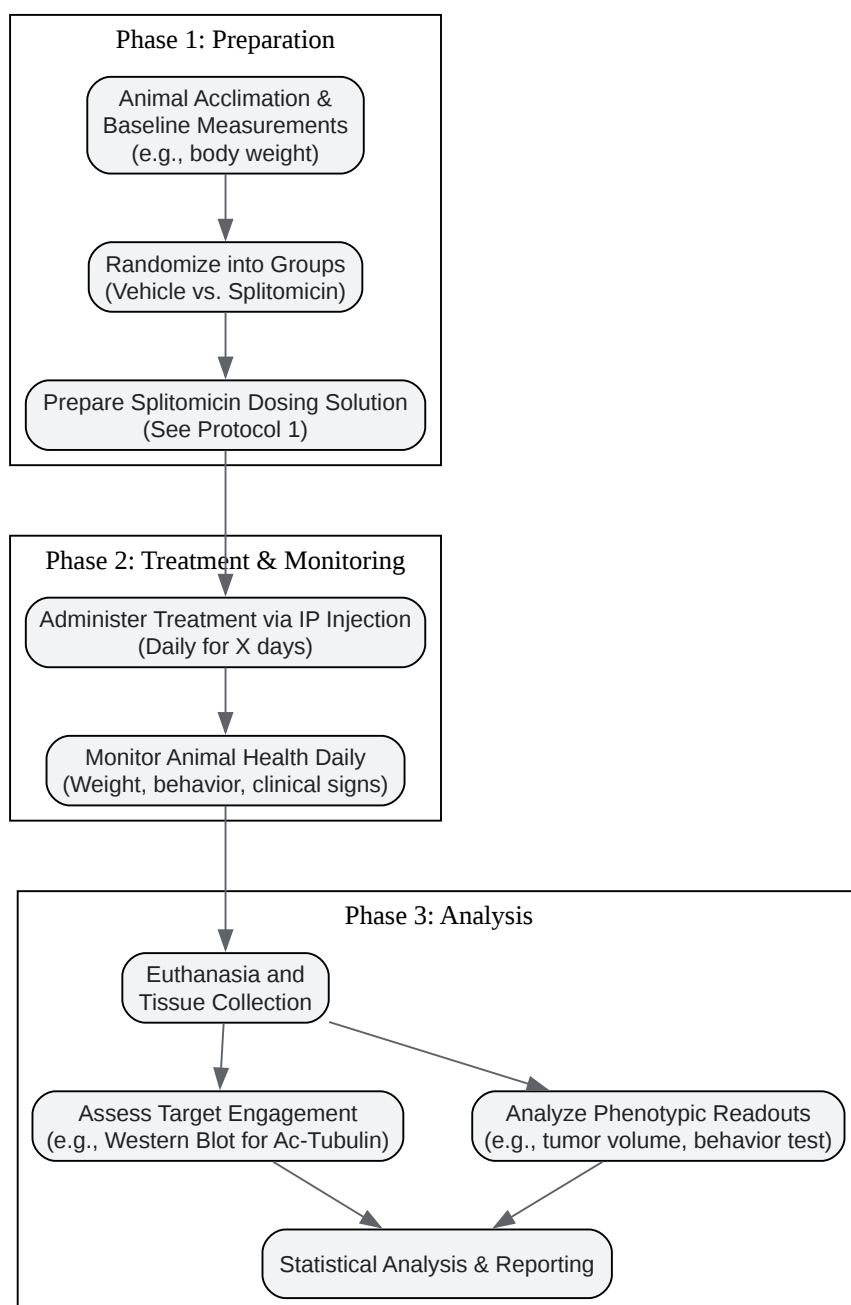 Phase 1: Preparation
Animal Acclimation &
Baseline Measurements
(e.g., body weight)
Randomize into Groups
(Vehicle vs. Splitomicin)
Prepare Splitomicin Dosing Solution
(See Protocol 1)
Phase 2: Treatment & Monitoring
Administer Treatment via IP Injection
(Daily for X days)
Monitor Animal Health Daily
(Weight, behavior, clinical signs)
Phase 3: Analysis
Euthanasia and
Tissue Collection
Assess Target Engagement
(e.g., Western Blot for Ac-Tubulin)
Analyze Phenotypic Readouts
(e.g., tumor volume, behavior test)
Statistical Analysis & Reporting